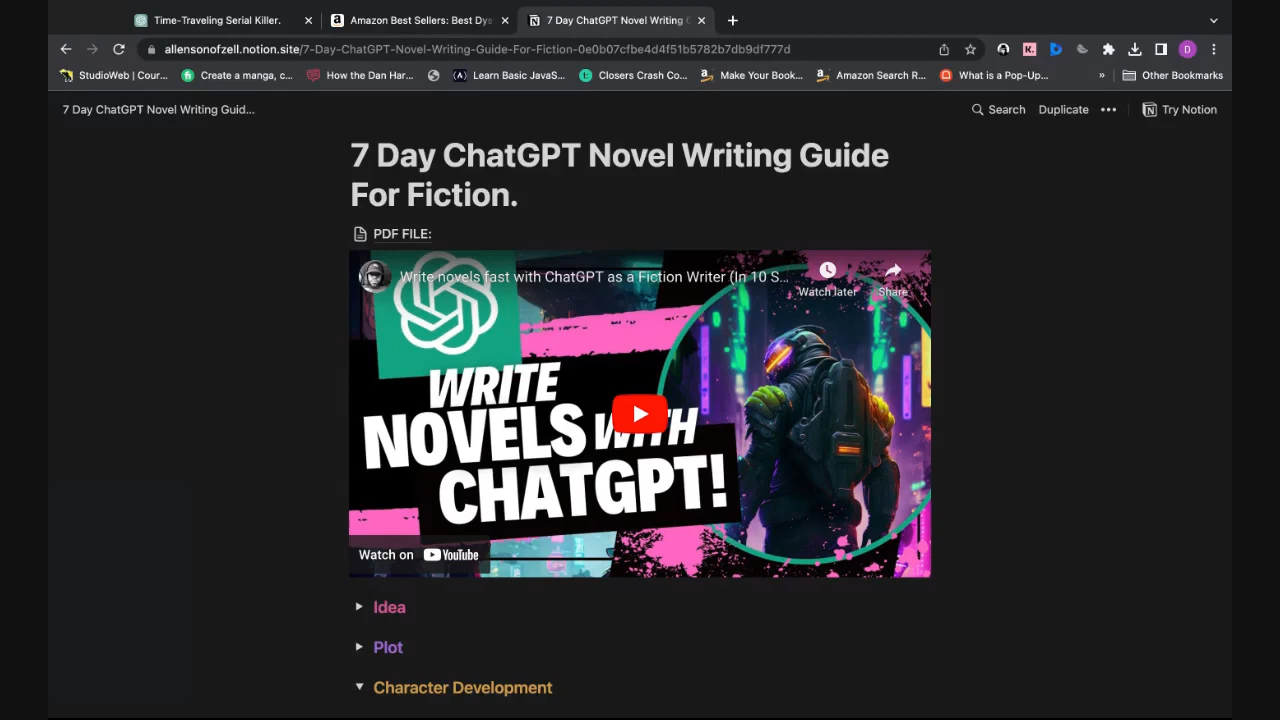 Time-Traveling Serial Killer.
Amazon Best Sellers: Best Dys
7 Day ChatGPT Novel Writing G
allensonofzell.notion.site/7-Day-ChatGPT-Novel-Writing-Guide-For-Fiction-0e0b07cfbe4d4f51b5782b7db9df777d
StudioWeb | Cour...
Create a manga, c...
How the Dan Har...
Learn Basic JavaS...
Closers Crash Co...
Make Your Book...
Amazon Search R...
What is a Pop-Up...
»
Other Bookmarks
7 Day ChatGPT Novel Writing Guid...
Search
Duplicate
Try Notion
7 Day ChatGPT Novel Writing Guide
For Fiction.
PDF FILE:
Write novels fast with ChatGPT as a Fiction Writer (In 10 S...
Watch later
Share
WRITE
NOVELS WITH
CHATGPT!
Watch on YouTube
Idea
Plot
Character Development